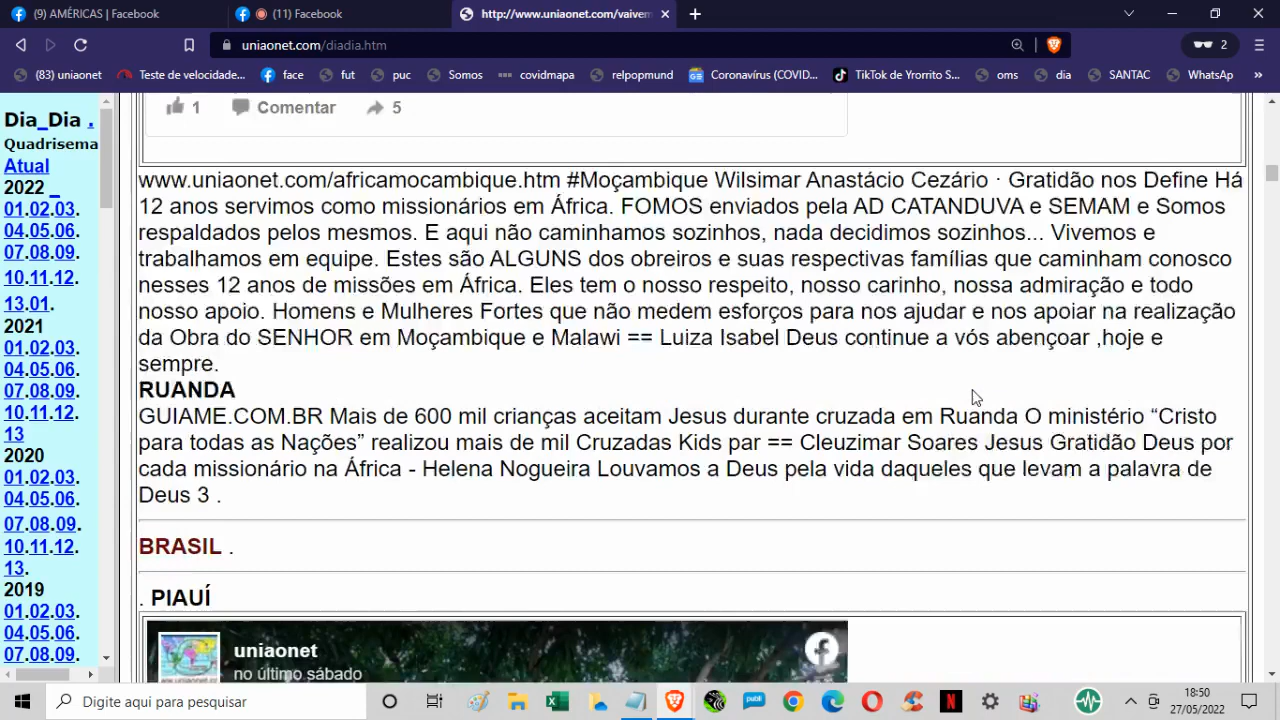 (9) AMÉRICAS | Facebook
(11) Facebook
http://www.uniaonet.com/vaivem
uniaonet.com/diadia.htm
2
(83) uniaonet
Teste de velocidade...
face
fut
puc
Somos
covidmapa
relpopmund
Coronavírus (COVID...
TikTok de Yrorrito S...
oms
dia
SANTAC
WhatsAp
»
Dia_Dia .
Quadrisema
Atual
2022
01.02.03.
04.05.06.
07.08.09.
10.11.12.
13.01.
2021
01.02.03.
04.05.06.
07.08.09.
10.11.12.
13
2020
01.02.03.
04.05.06.
07.08.09.
10.11.12.
13.
2019
01.02.03.
04.05.06.
07.08.09.
1 Comentar 5
www.uniaonet.com/africamocambique.htm #Moçambique Wilsimar Anastácio Cezário · Gratidão nos Define Há
12 anos servimos como missionários em África. FOMOS enviados pela AD CATANDUVA e SEMAM e Somos
respaldados pelos mesmos. E aqui não caminhamos sozinhos, nada decidimos sozinhos... Vivemos e
trabalhamos em equipe. Estes são ALGUNS dos obreiros e suas respectivas famílias que caminham conosco
nesses 12 anos de missões em África. Eles tem o nosso respeito, nosso carinho, nossa admiração e todo
nosso apoio. Homens e Mulheres Fortes que não medem esforços para nos ajudar e nos apoiar na realização
da Obra do SENHOR em Moçambique e Malawi == Luiza Isabel Deus continue a vós abençoar ,hoje e
sempre.
RUANDA
GUIAME.COM.BR Mais de 600 mil crianças aceitam Jesus durante cruzada em Ruanda O ministério “Cristo
para todas as Nações” realizou mais de mil Cruzadas Kids par == Cleuzimar Soares Jesus Gratidão Deus por
cada missionário na África - Helena Nogueira Louvamos a Deus pela vida daqueles que levam a palavra de
Deus 3 .
BRASIL .
. PIAUÍ
uniaonet
no último sábado
Digite aqui para pesquisar
publ
18:50
27/05/2022